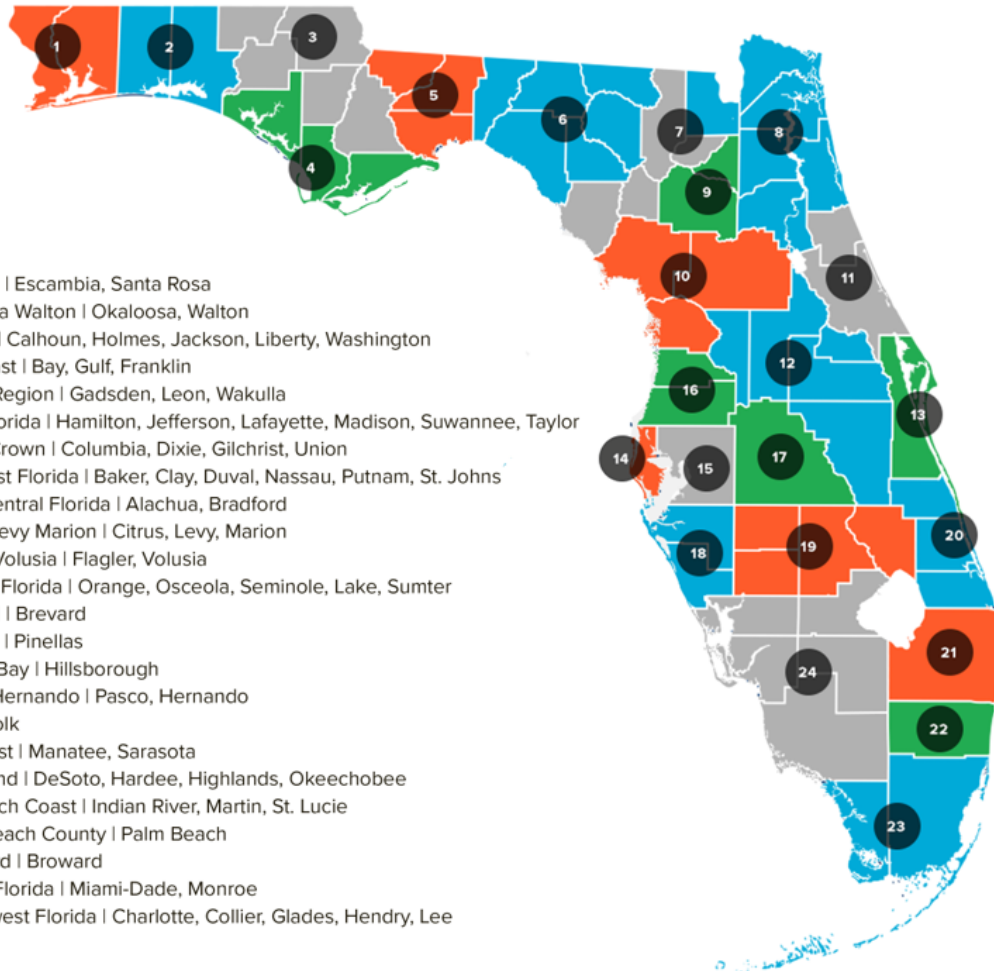 1
2
3
4
5
6
7
8
9
10
11
12
13
14
15
16
17
18
19
20
21
22
23
24
| Escambia, Santa Rosa
a Walton | Okaloosa, Walton
| Calhoun, Holmes, Jackson, Liberty, Washington
st | Bay, Gulf, Franklin
Region | Gadsden, Leon, Wakulla
orida | Hamilton, Jefferson, Lafayette, Madison, Suwannee, Taylor
rown | Columbia, Dixie, Gilchrist, Union
st Florida | Baker, Clay, Duval, Nassau, Putnam, St. Johns
entral Florida | Alachua, Bradford
evy Marion | Citrus, Levy, Marion
Volusia | Flagler, Volusia
Florida | Orange, Osceola, Seminole, Lake, Sumter
| Brevard
| Pinellas
Bay | Hillsborough
Hernando | Pasco, Hernando
olk
st | Manatee, Sarasota
nd | DeSoto, Hardee, Highlands, Okeechobee
ch Coast | Indian River, Martin, St. Lucie
each County | Palm Beach
d | Broward
Florida | Miami-Dade, Monroe
vest Florida | Charlotte, Collier, Glades, Hendry, Lee